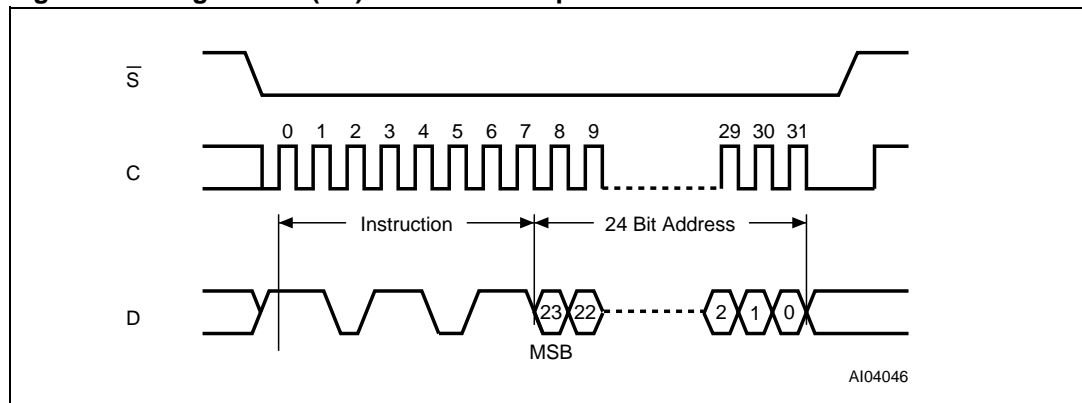 S
0 1 2 3 4 5 6 7 8 9 29 30 31
C
Instruction 24 Bit Address
D 23 22 2 1 0
MSB
AI04046